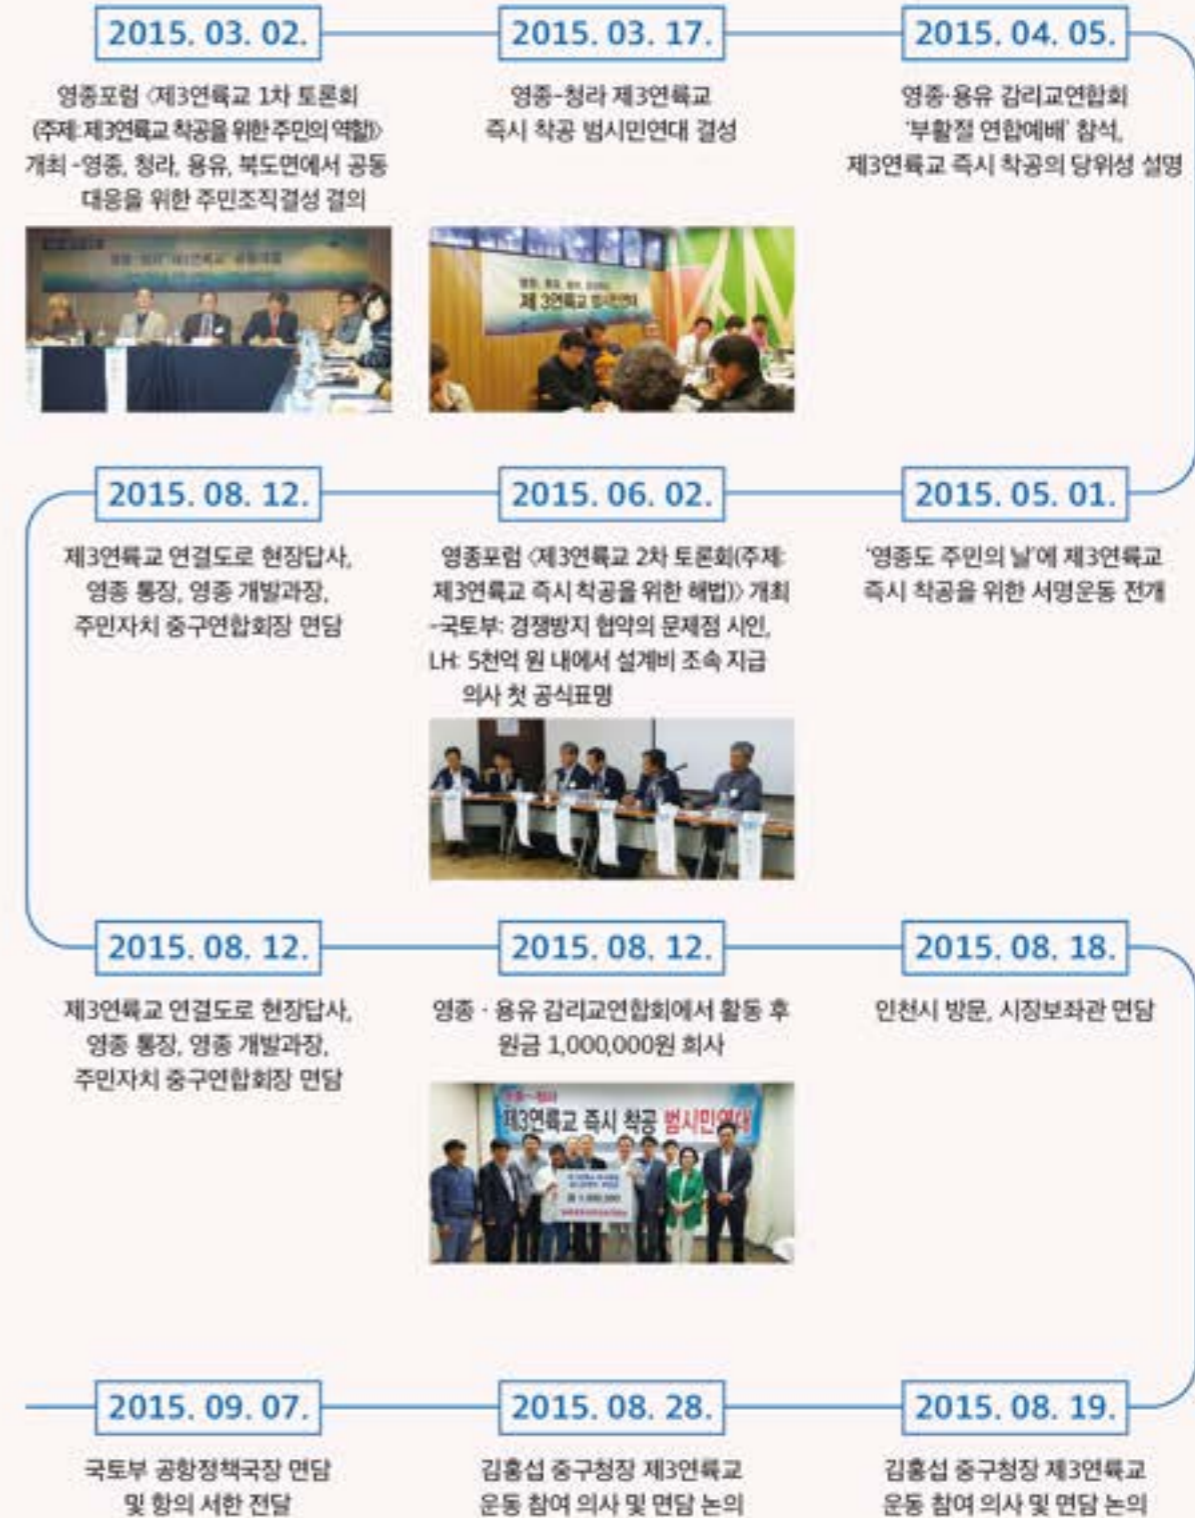 2015. 03. 02.
영종포럼 〈제3연륙교 1차 토론회
(주제: 제3연륙교 착공을 위한 주민의 역할)〉
개최 -영종, 청라, 용유, 북도면에서 공동
대응을 위한 주민조직결성 결의
2015. 03. 17.
영종-청라 제3연륙교
즉시 착공 범시민연대 결성
제 3연륙교 범시민연대
2015. 04. 05.
영종·용유 감리교연합회
'부활절 연합예배' 참석,
제3연륙교 즉시 착공의 당위성 설명
2015. 05. 01.
'영종도 주민의 날'에 제3연륙교
즉시 착공을 위한 서명운동 전개
2015. 06. 02.
영종포럼 〈제3연륙교 2차 토론회(주제:
제3연륙교 즉시 착공을 위한 해법)〉 개최
-국토부: 경쟁방지 협약의 문제점 시인,
LH: 5천억 원 내에서 설계비 조속 지급
의사 첫 공식표명
2015. 08. 12.
제3연륙교 연결도로 현장답사,
영종 통장, 영종 개발과장,
주민자치 중구연합회장 면담
2015. 08. 12.
제3연륙교 연결도로 현장답사,
영종 통장, 영종 개발과장,
주민자치 중구연합회장 면담
2015. 08. 12.
영종 · 용유 감리교연합회에서 활동 후
원금 1,000,000원 희사
제3연륙교 즉시 착공 범시민연대
2015. 08. 18.
인천시 방문, 시장보좌관 면담
2015. 08. 19.
김홍섭 중구청장 제3연륙교
운동 참여 의사 및 면담 논의
2015. 08. 28.
김홍섭 중구청장 제3연륙교
운동 참여 의사 및 면담 논의
2015. 09. 07.
국토부 공항정책국장 면담
및 항의 서한 전달